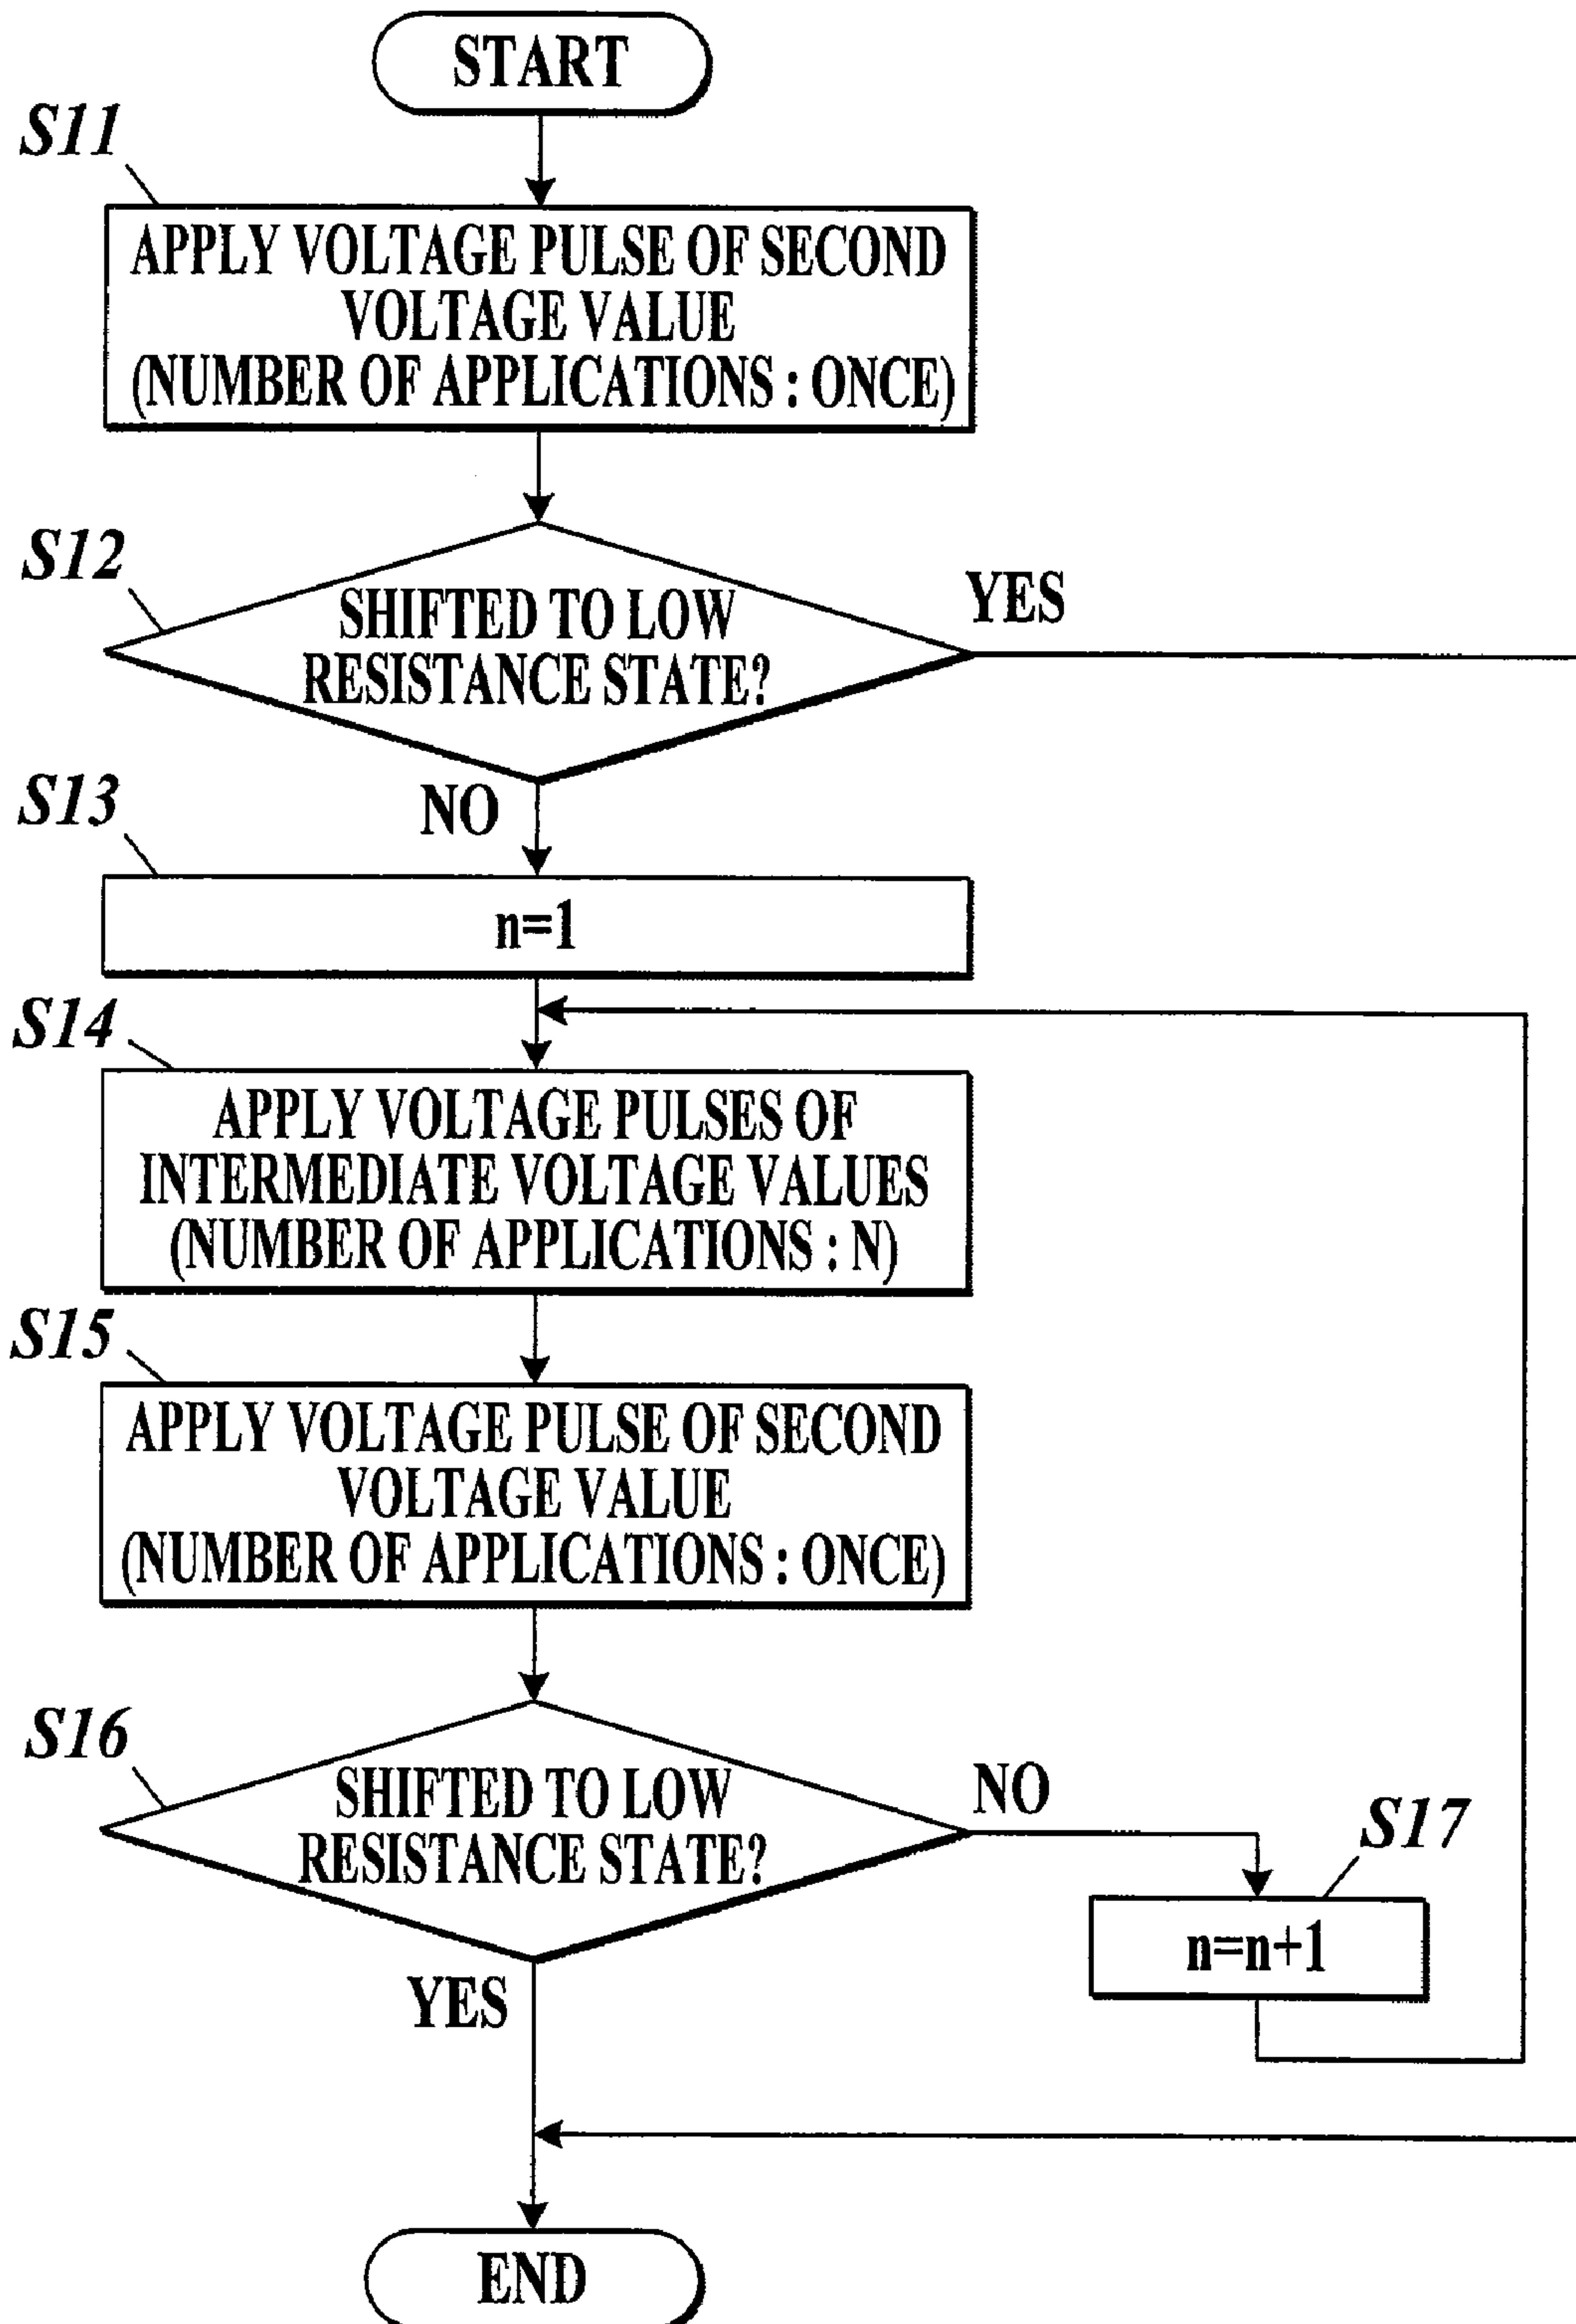 START
S11
APPLY VOLTAGE PULSE OF SECOND
VOLTAGE VALUE
(NUMBER OF APPLICATIONS : ONCE)
S12
SHIFTED TO LOW
RESISTANCE STATE?
YES
NO
S13
n=1
S14
APPLY VOLTAGE PULSES OF
INTERMEDIATE VOLTAGE VALUES
(NUMBER OF APPLICATIONS : N)
S15
APPLY VOLTAGE PULSE OF SECOND
VOLTAGE VALUE
(NUMBER OF APPLICATIONS : ONCE)
S16
SHIFTED TO LOW
RESISTANCE STATE?
NO
S17
n=n+1
YES
END